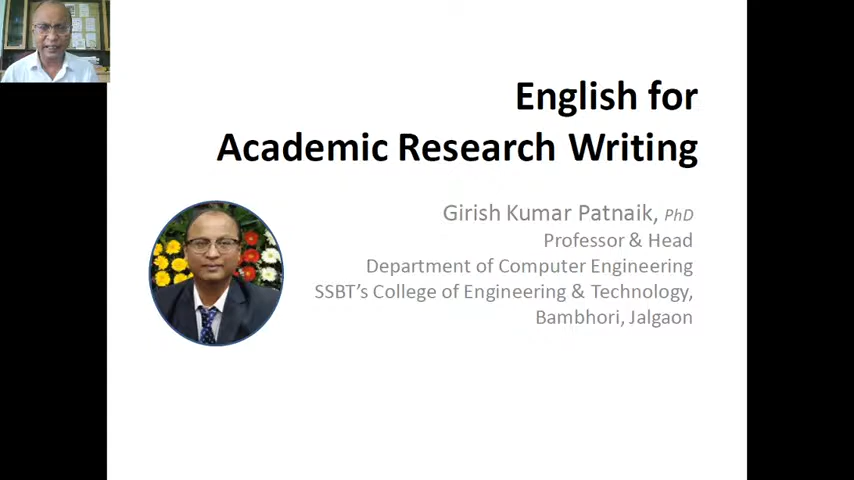 English for
Academic Research Writing
Girish Kumar Patnaik, PhD
Professor & Head
Department of Computer Engineering
SSBT's College of Engineering & Technology,
Bambhori, Jalgaon